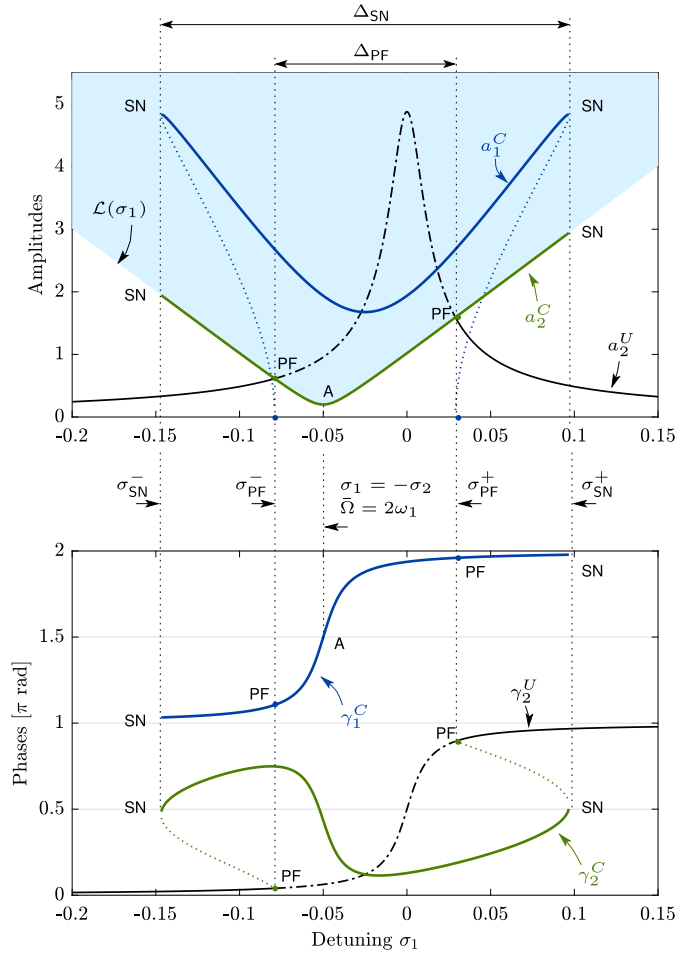 Δ_SN
Δ_PF
5
4
3
2
1
0
Amplitudes
SN
SN
a_1^C
ℒ(σ_1)
SN
SN
PF
a_2^C
PF
a_2^U
A
-0.2 -0.15 -0.1 -0.05 0 0.05 0.1 0.15
σ_SN^- σ_PF^- σ_1 = −σ_2 σ_PF^+ σ_SN^+
Ω̄ = 2ω_1
2
1.5
1
0.5
0
Phases [π rad]
SN
PF
A
PF
γ_1^C
SN
γ_2^U
PF
SN
SN
PF
γ_2^C
-0.2 -0.15 -0.1 -0.05 0 0.05 0.1 0.15
Detuning σ_1